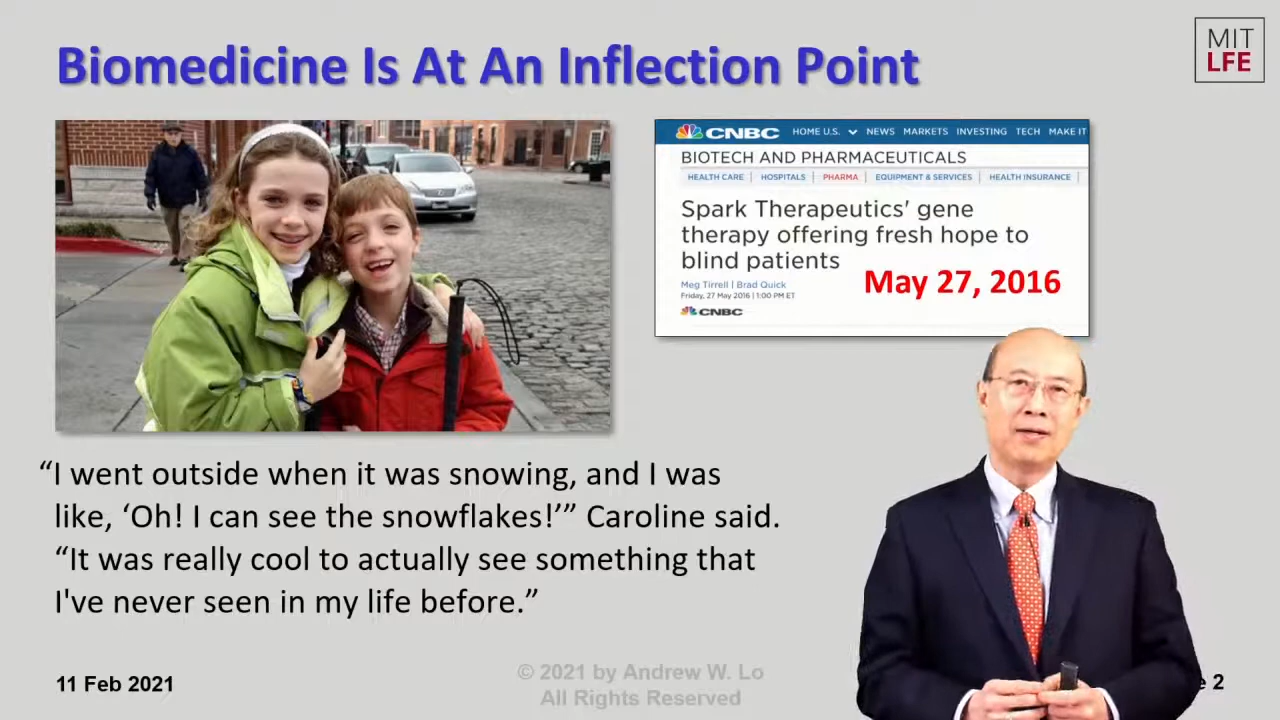 Biomedicine Is At An Inflection Point
MIT
LFE
CNBC HOME U.S. NEWS MARKETS INVESTING TECH MAKE IT
BIOTECH AND PHARMACEUTICALS
HEALTH CARE | HOSPITALS | PHARMA | EQUIPMENT & SERVICES | HEALTH INSURANCE |
Spark Therapeutics' gene
therapy offering fresh hope to
blind patients
May 27, 2016
Meg Tirrell | Brad Quick
Friday, 27 May 2016 | 1:00 PM ET
CNBC
“I went outside when it was snowing, and I was
like, ‘Oh! I can see the snowflakes!’” Caroline said.
“It was really cool to actually see something that
I've never seen in my life before.”
11 Feb 2021
© 2021 by Andrew W. Lo
All Rights Reserved
2